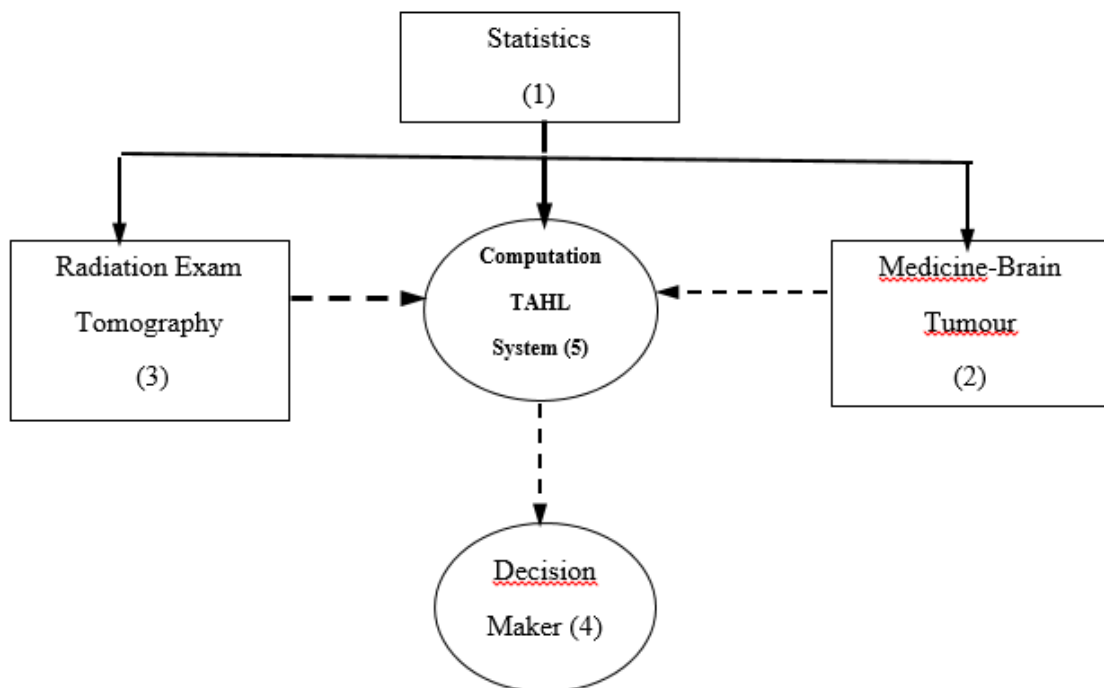 Statistics
(1)
Radiation Exam
Tomography
(3)
Computation
TAHL
System (5)
Medicine-Brain
Tumour
(2)
Decision
Maker (4)